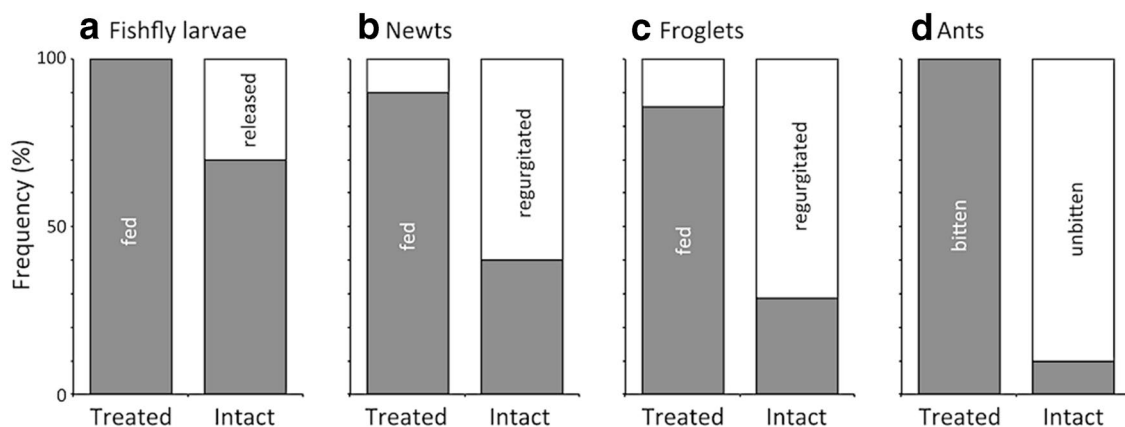 a Fishfly larvae
b Newts
c Froglets
d Ants
Frequency (%)
100
50
0
fed
released
fed
regurgitated
fed
regurgitated
bitten
unbitten
Treated Intact
Treated Intact
Treated Intact
Treated Intact